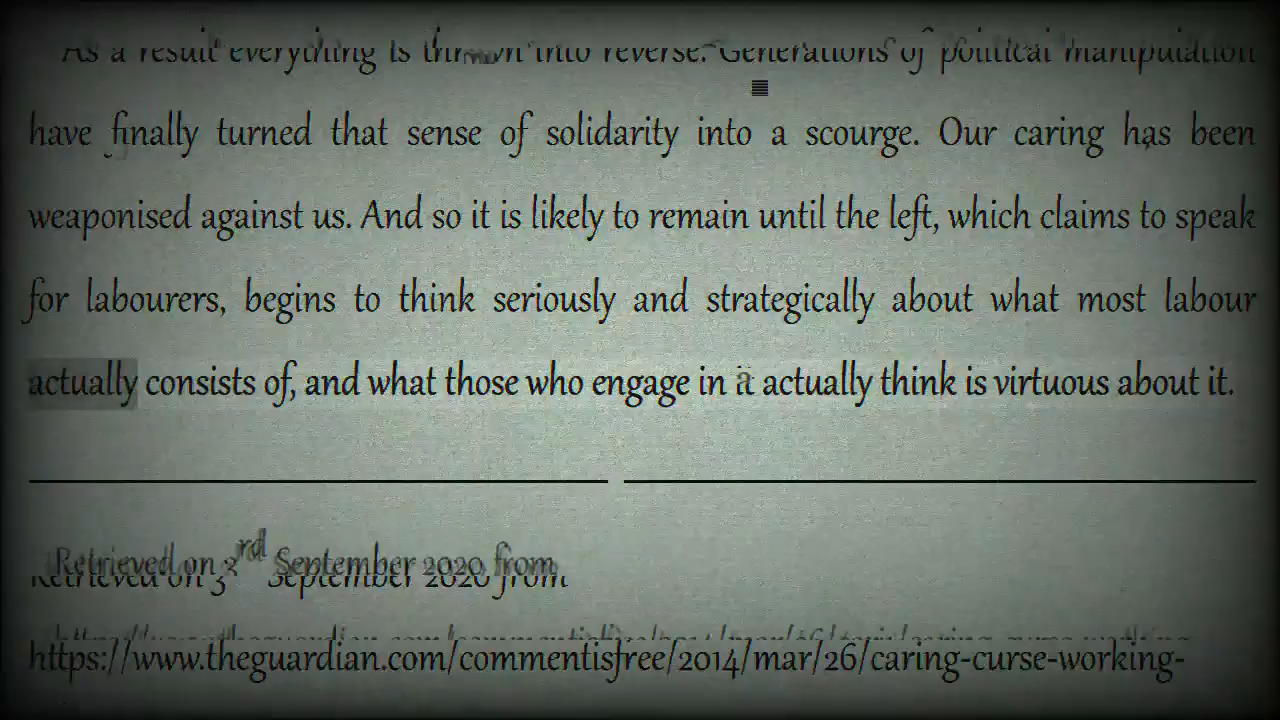 As a result everything is thrown into reverse. Generations of political manipulation
have finally turned that sense of solidarity into a scourge. Our caring has been
weaponised against us. And so it is likely to remain until the left, which claims to speak
for labourers, begins to think seriously and strategically about what most labour
actually consists of, and what those who engage in it actually think is virtuous about it.
Retrieved on 3rd September 2020 from
https://www.theguardian.com/commentisfree/2014/mar/26/caring-curse-working-